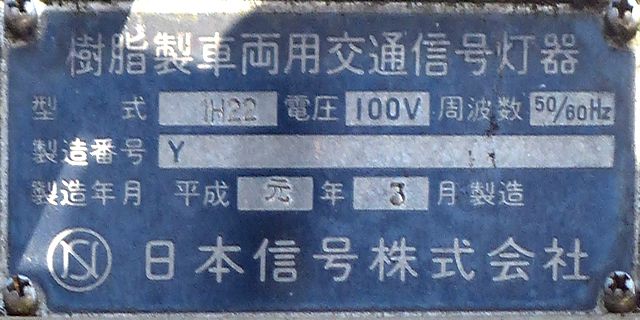 樹脂製車両用交通信号灯器
型式 1H22 電圧 100V 周波数 50/60Hz
製造番号 Y
製造年月 平成 元 年 3 月 製造
NS 日本信号株式会社